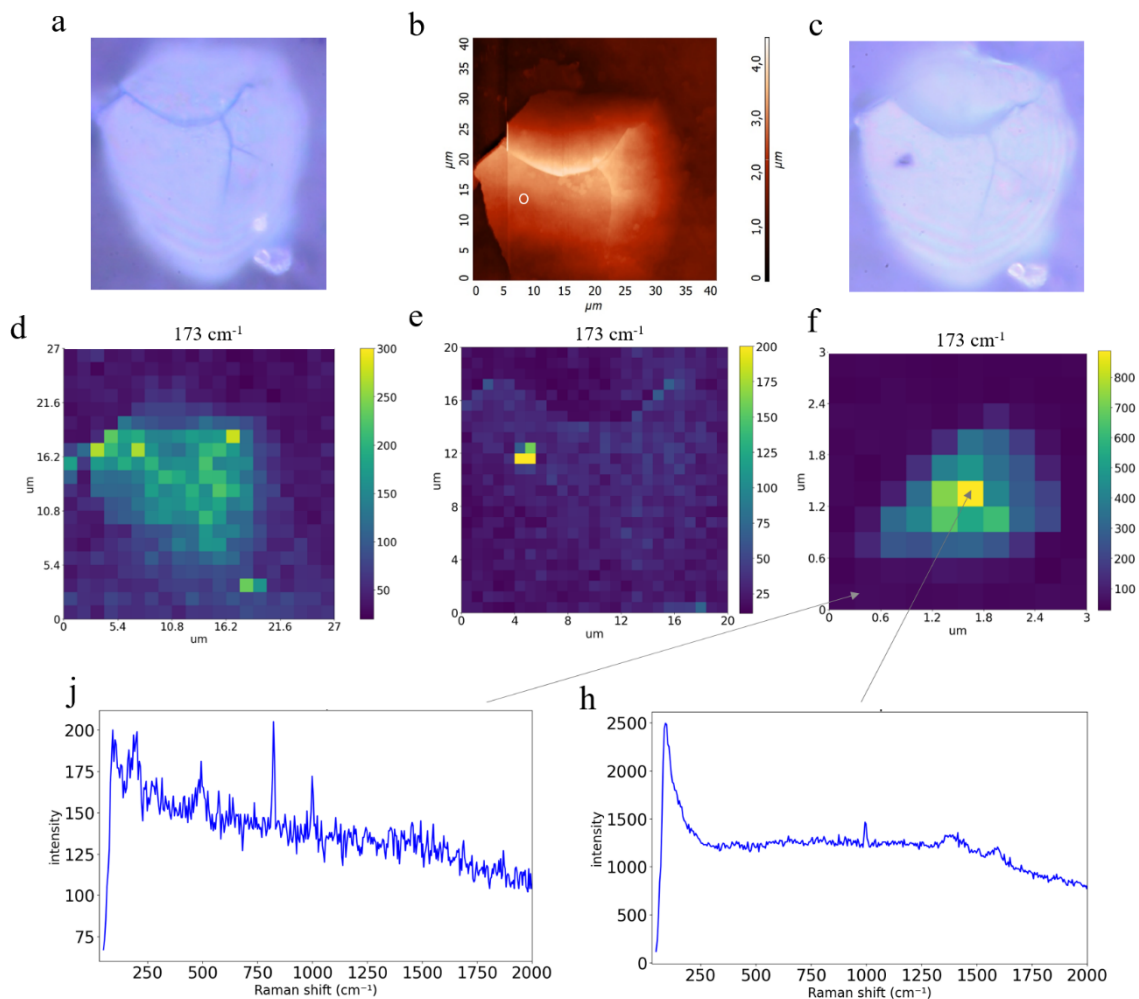 a
b
c
40
35
30
25
20
15
10
5
0
μm
0 5 10 15 20 25 30 35 40
μm
4,0
3,0
2,0
1,0
0
μm
d
173 cm⁻¹
27
21.6
16.2
10.8
5.4
0
um
0 5.4 10.8 16.2 21.6 27
um
300
250
200
150
100
50
e
173 cm⁻¹
20
16
12
8
4
0
um
0 4 8 12 16 20
um
200
175
150
125
100
75
50
25
f
173 cm⁻¹
3
2.4
1.8
1.2
0.6
0
um
0 0.6 1.2 1.8 2.4 3
um
800
700
600
500
400
300
200
100
j
200
175
150
125
100
75
intensity
250 500 750 1000 1250 1500 1750 2000
Raman shift (cm⁻¹)
h
2500
2000
1500
1000
500
0
intensity
250 500 750 1000 1250 1500 1750 2000
Raman shift (cm⁻¹)